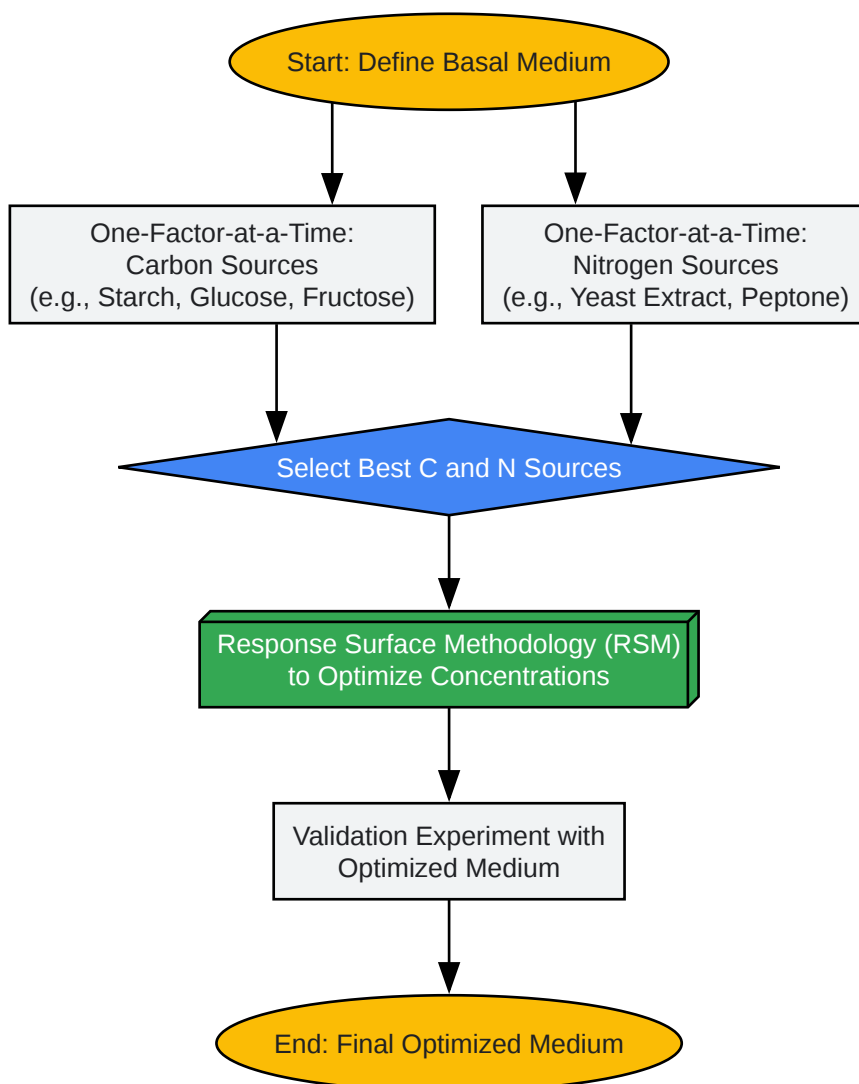 Start: Define Basal Medium
One-Factor-at-a-Time:
Carbon Sources
(e.g., Starch, Glucose, Fructose)
One-Factor-at-a-Time:
Nitrogen Sources
(e.g., Yeast Extract, Peptone)
Select Best C and N Sources
Response Surface Methodology (RSM)
to Optimize Concentrations
Validation Experiment with
Optimized Medium
End: Final Optimized Medium